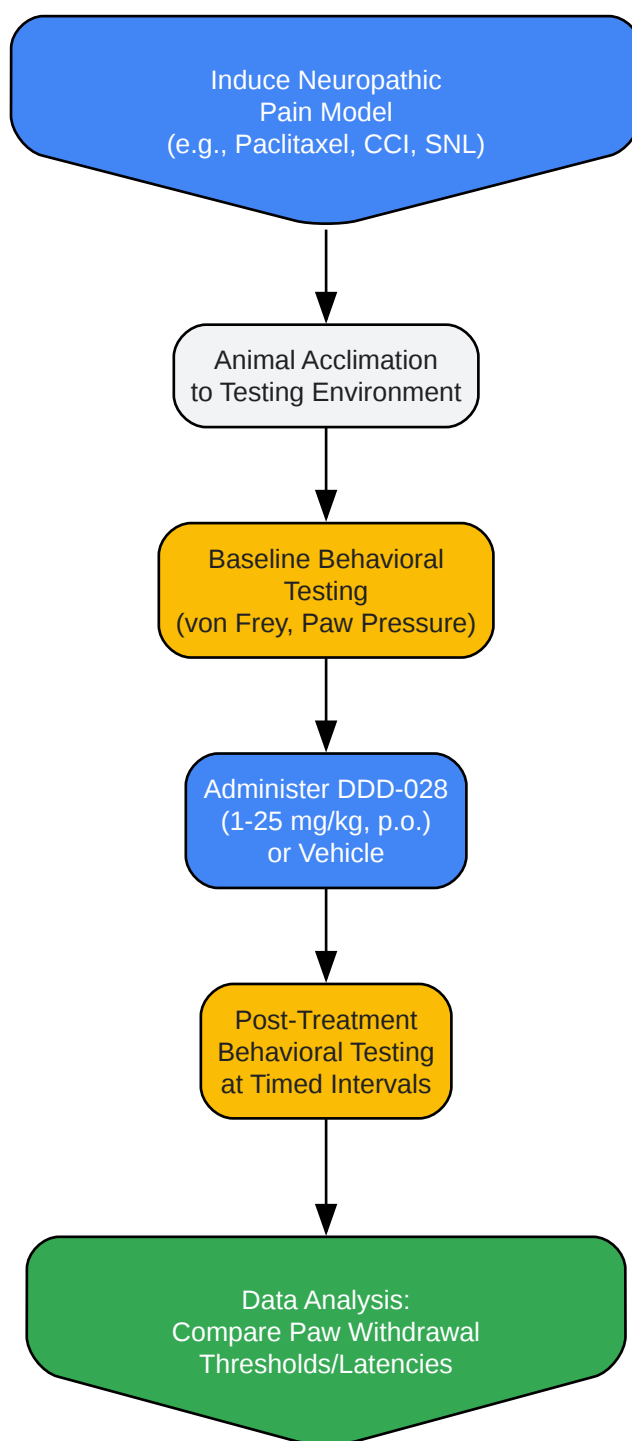 Induce Neuropathic
Pain Model
(e.g., Paclitaxel, CCI, SNL)
Animal Acclimation
to Testing Environment
Baseline Behavioral
Testing
(von Frey, Paw Pressure)
Administer DDD-028
(1-25 mg/kg, p.o.)
or Vehicle
Post-Treatment
Behavioral Testing
at Timed Intervals
Data Analysis:
Compare Paw Withdrawal
Thresholds/Latencies